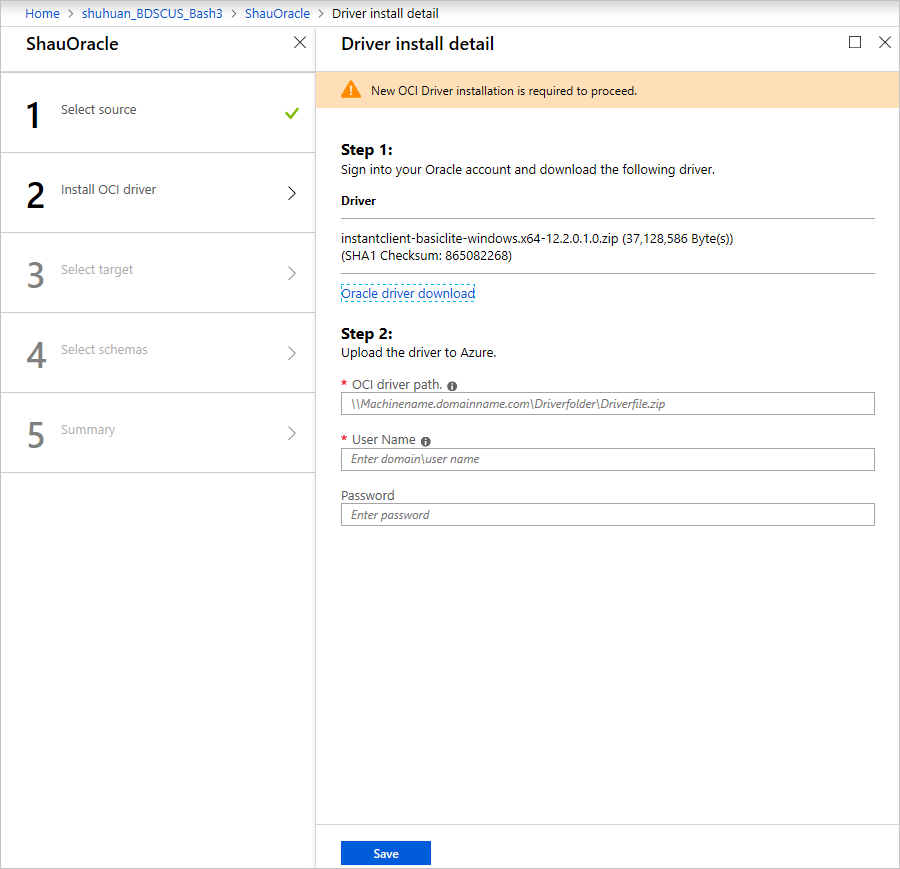 Home > shuhuan_BDSCUS_Bash3 > ShauOracle > Driver install detail
ShauOracle
1 Select source
2 Install OCI driver
3 Select target
4 Select schemas
5 Summary
Driver install detail
New OCI Driver installation is required to proceed.
Step 1:
Sign into your Oracle account and download the following driver.
Driver
instantclient-basiclite-windows.x64-12.2.0.1.0.zip (37,128,586 Byte(s))
(SHA1 Checksum: 865082268)
Oracle driver download
Step 2:
Upload the driver to Azure.
* OCI driver path.
\\Machinename.domainname.com\Driverfolder\Driverfile.zip
* User Name
Enter domain\user name
Password
Enter password
Save